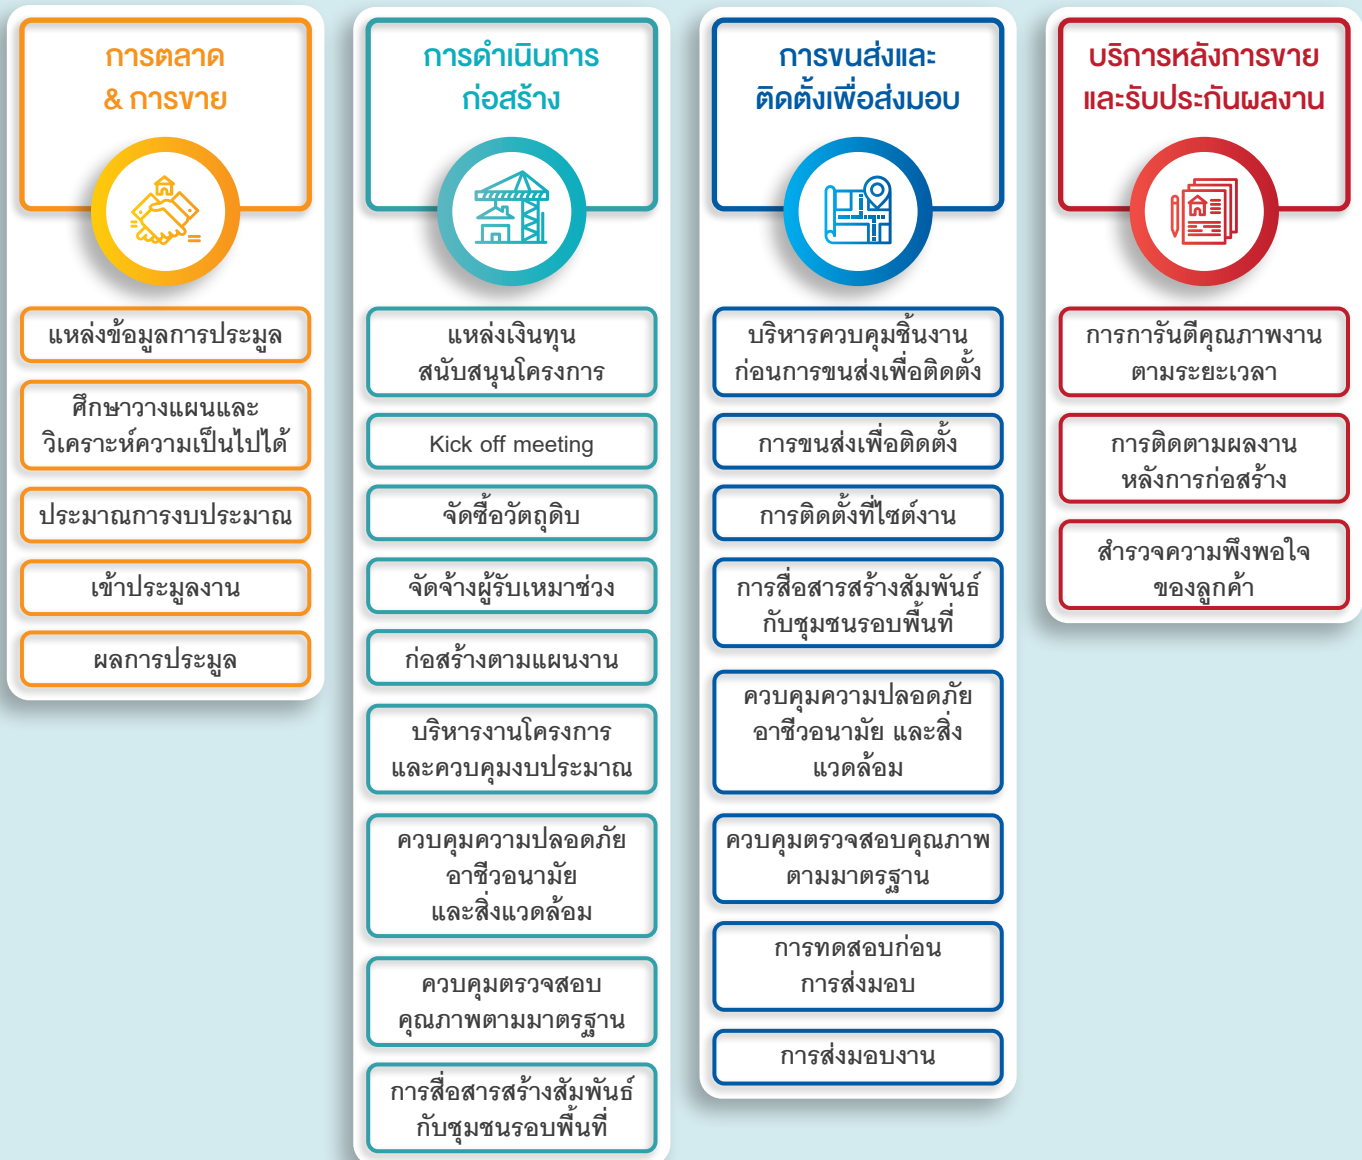 การตลาด
& การขาย
แหล่งข้อมูลการประมูล
ศึกษาวางแผนและ
วิเคราะห์ความเป็นไปได้
ประมาณการงบประมาณ
เข้าประมูลงาน
ผลการประมูล
การดำเนินการ
ก่อสร้าง
แหล่งเงินทุน
สนับสนุนโครงการ
Kick off meeting
จัดซื้อวัตถุดิบ
จัดจ้างผู้รับเหมาช่วง
ก่อสร้างตามแผนงาน
บริหารงานโครงการ
และควบคุมงบประมาณ
ควบคุมความปลอดภัย
อาชีวอนามัย
และสิ่งแวดล้อม
ควบคุมตรวจสอบ
คุณภาพตามมาตรฐาน
การสื่อสารสร้างสัมพันธ์
กับชุมชนรอบพื้นที่
การขนส่งและ
ติดตั้งเพื่อส่งมอบ
บริหารควบคุมชิ้นงาน
ก่อนการขนส่งเพื่อติดตั้ง
การขนส่งเพื่อติดตั้ง
การติดตั้งที่ไซต์งาน
การสื่อสารสร้างสัมพันธ์
กับชุมชนรอบพื้นที่
ควบคุมความปลอดภัย
อาชีวอนามัย และสิ่ง
แวดล้อม
ควบคุมตรวจสอบคุณภาพ
ตามมาตรฐาน
การทดสอบก่อน
การส่งมอบ
การส่งมอบงาน
บริการหลังการขาย
และรับประกันผลงาน
การการันตีคุณภาพงาน
ตามระยะเวลา
การติดตามผลงาน
หลังการก่อสร้าง
สำรวจความพึงพอใจ
ของลูกค้า